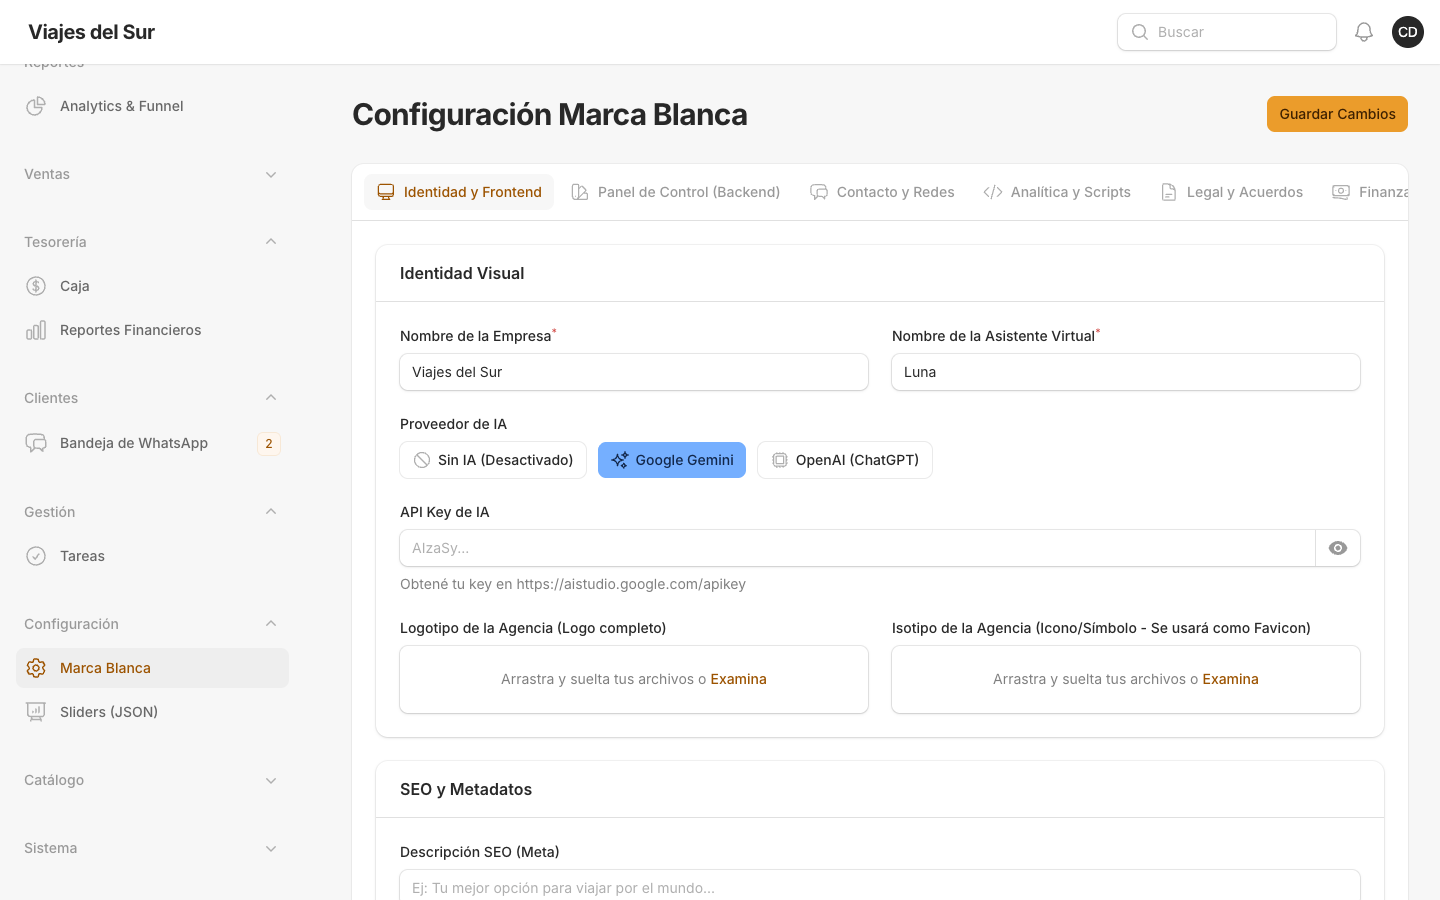 Viajes del Sur
Buscar
CD
Reportes
Analytics & Funnel
Ventas
Tesorería
Caja
Reportes Financieros
Clientes
Bandeja de WhatsApp
2
Gestión
Tareas
Configuración
Marca Blanca
Sliders (JSON)
Catálogo
Sistema
Configuración Marca Blanca
Guardar Cambios
Identidad y Frontend
Panel de Control (Backend)
Contacto y Redes
Analítica y Scripts
Legal y Acuerdos
Finanza
Identidad Visual
Nombre de la Empresa*
Nombre de la Asistente Virtual*
Viajes del Sur
Luna
Proveedor de IA
Sin IA (Desactivado)
Google Gemini
OpenAI (ChatGPT)
API Key de IA
AIzaSy...
Obtené tu key en https://aistudio.google.com/apikey
Logotipo de la Agencia (Logo completo)
Isotipo de la Agencia (Icono/Símbolo - Se usará como Favicon)
Arrastra y suelta tus archivos o Examina
Arrastra y suelta tus archivos o Examina
SEO y Metadatos
Descripción SEO (Meta)
Ej: Tu mejor opción para viajar por el mundo...